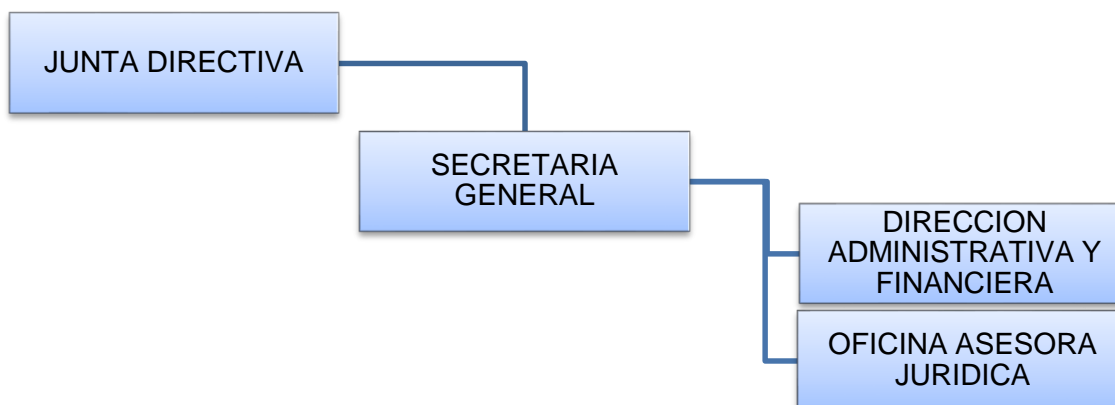 JUNTA DIRECTIVA
SECRETARIA
GENERAL
DIRECCION
ADMINISTRATIVA Y
FINANCIERA
OFICINA ASESORA
JURIDICA